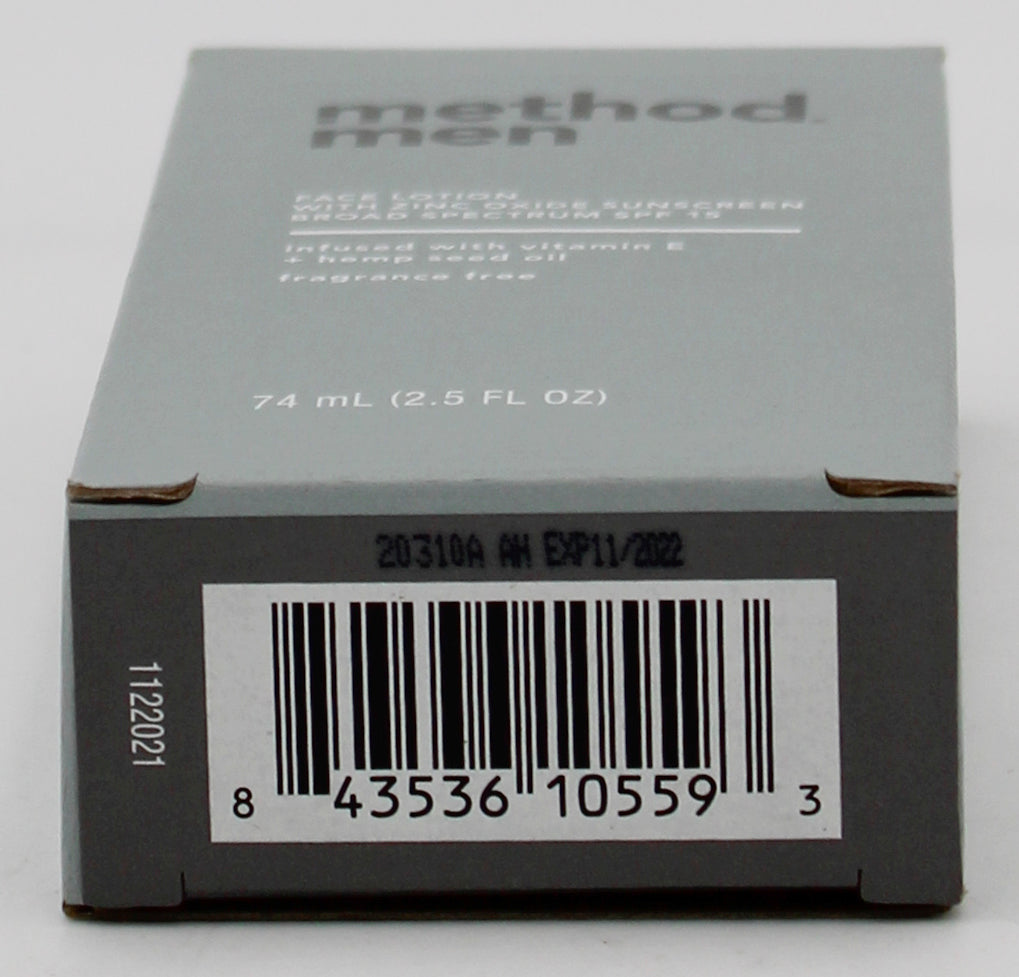 method
men
FACE LOTION
WITH ZINC OXIDE SUNSCREEN
BROAD SPECTRUM SPF 15
infused with vitamin E
+ hemp seed oil
fragrance free
74 mL (2.5 FL OZ)
20310A AH EXP11/2022
1122021
8 43536 10559 3